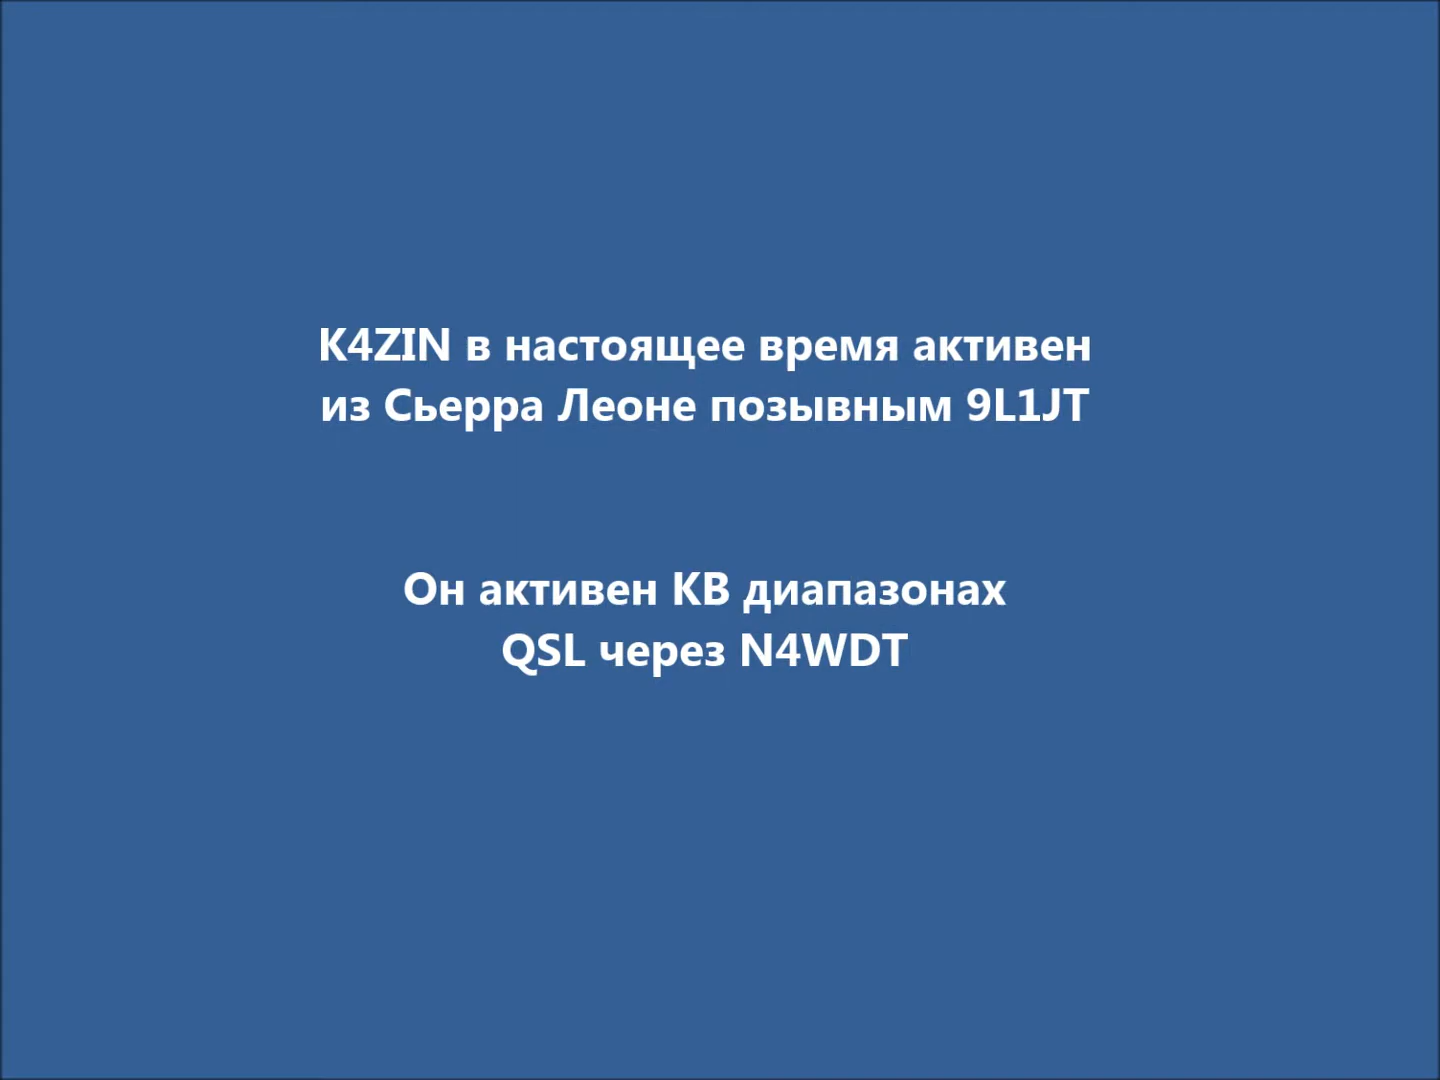 K4ZIN в настоящее время активен
из Сьерра Леоне позывным 9L1JT
Он активен КВ диапазонах
QSL через N4WDT